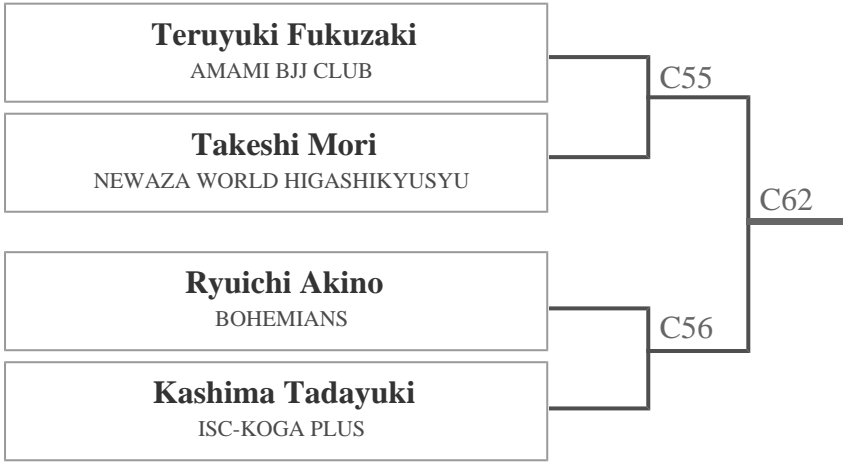 Teruyuki Fukuzaki
AMAMI BJJ CLUB
C55
Takeshi Mori
NEWAZA WORLD HIGASHIKYUSYU
C62
Ryuichi Akino
BOHEMIANS
C56
Kashima Tadayuki
ISC-KOGA PLUS